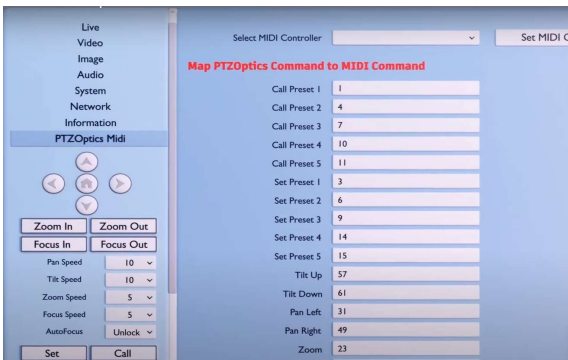 Live
Video
Image
Audio
System
Network
Information
PTZOptics Midi
Zoom In Zoom Out
Focus In Focus Out
Pan Speed 10
Tilt Speed 10
Zoom Speed 5
Focus Speed 5
AutoFocus Unlock
Set Call
Select MIDI Controller
Set MIDI C
Map PTZOptics Command to MIDI Command
Call Preset 1 1
Call Preset 2 4
Call Preset 3 7
Call Preset 4 10
Call Preset 5 11
Set Preset 1 3
Set Preset 2 6
Set Preset 3 9
Set Preset 4 14
Set Preset 5 15
Tilt Up 57
Tilt Down 61
Pan Left 31
Pan Right 49
Zoom 23